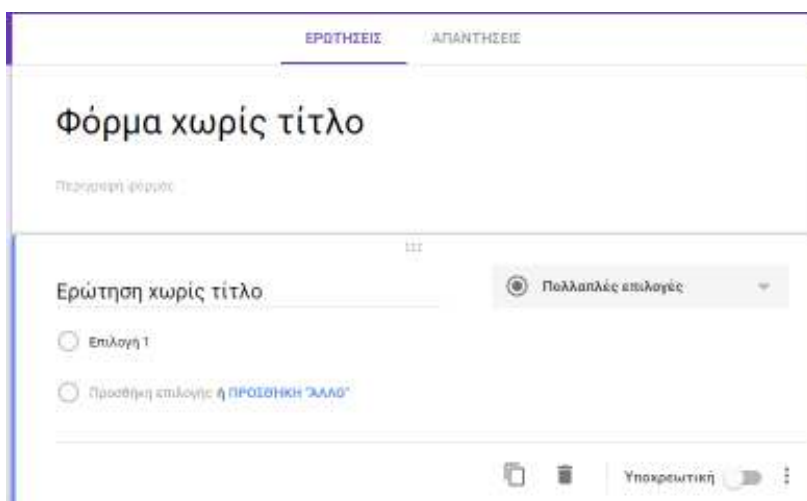 ΕΡΩΤΗΣΕΙΣ ΑΠΑΝΤΗΣΕΙΣ
Φόρμα χωρίς τίτλο
Περιγραφή φόρμας
Ερώτηση χωρίς τίτλο
Πολλαπλές επιλογές
Επιλογή 1
Προσθήκη επιλογής ή ΠΡΟΣΘΗΚΗ "ΑΛΛΟ"
Υποχρεωτική